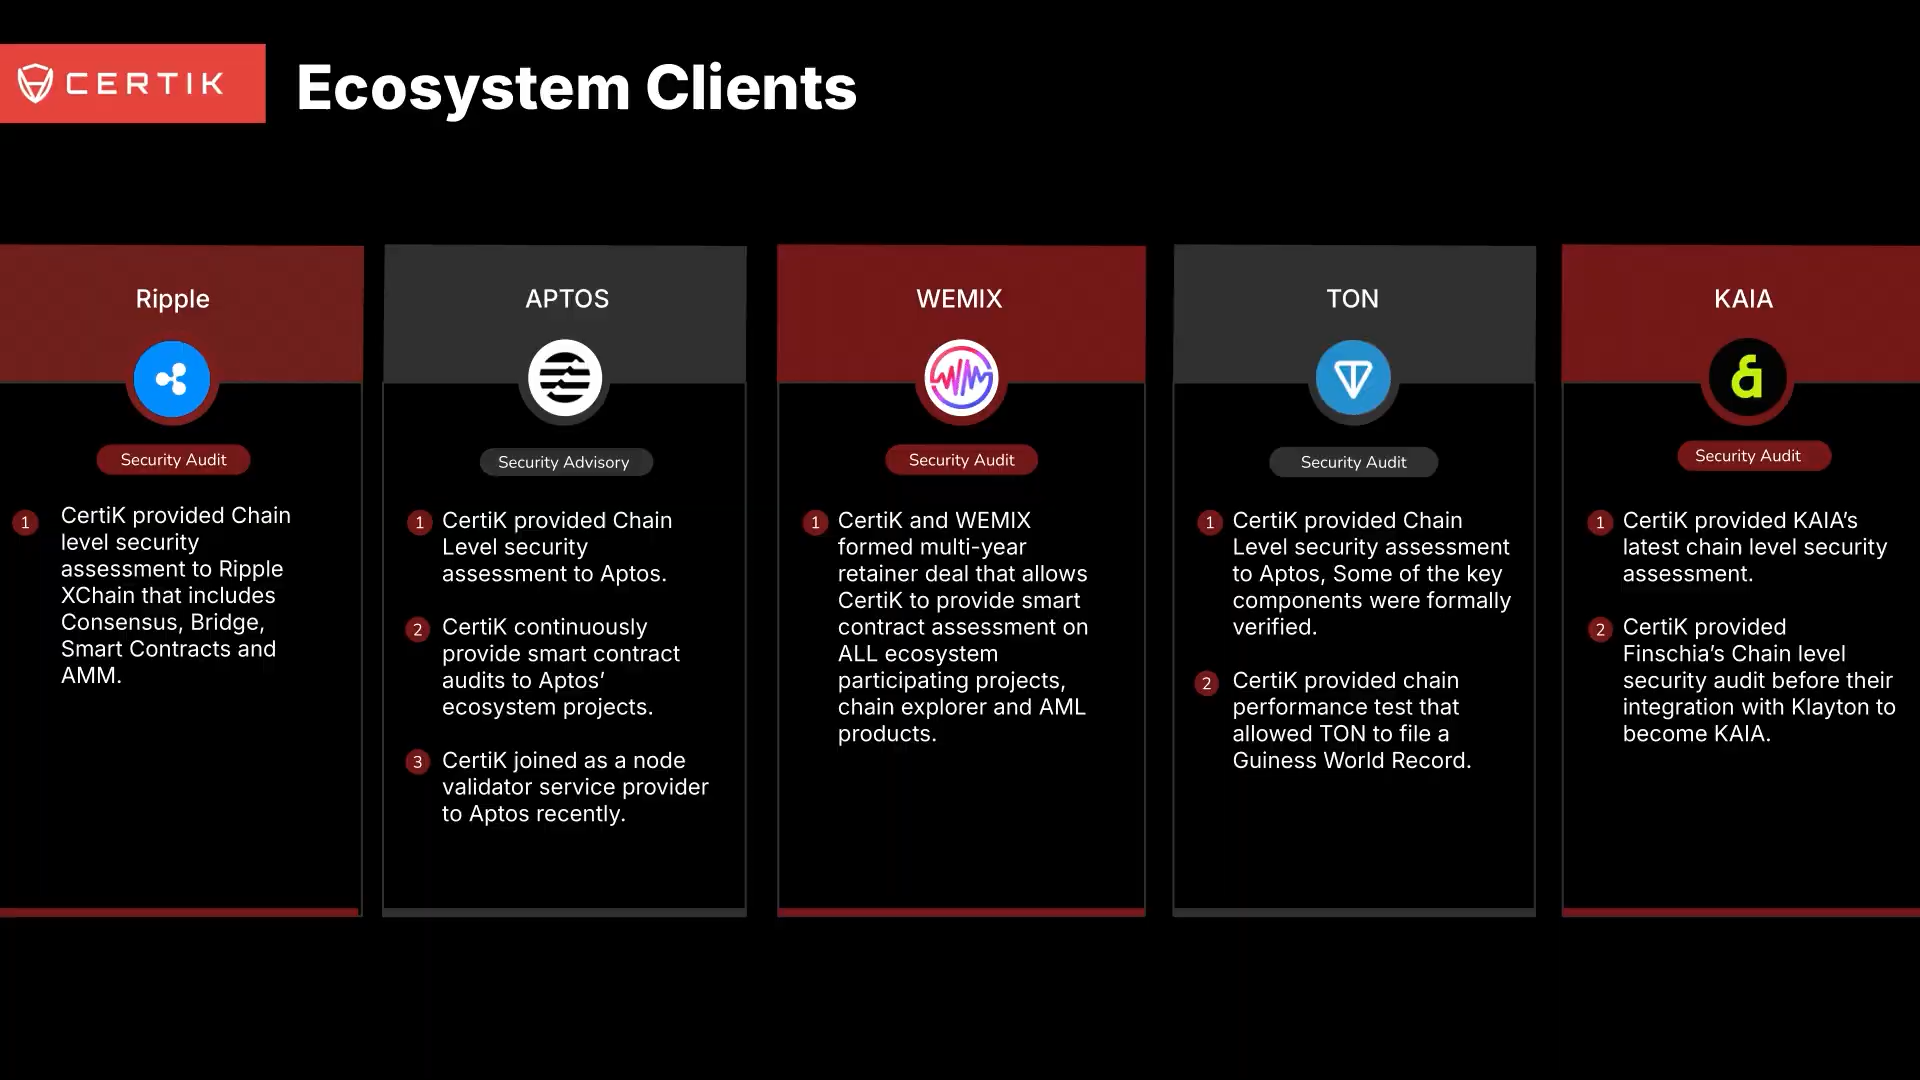 CERTIK
Ecosystem Clients
Ripple
Security Audit
1
CertiK provided Chain
level security
assessment to Ripple
XChain that includes
Consensus, Bridge,
Smart Contracts and
AMM.
APTOS
Security Advisory
1
CertiK provided Chain
Level security
assessment to Aptos.
2
CertiK continuously
provide smart contract
audits to Aptos’
ecosystem projects.
3
CertiK joined as a node
validator service provider
to Aptos recently.
WEMIX
WM
Security Audit
1
CertiK and WEMIX
formed multi-year
retainer deal that allows
CertiK to provide smart
contract assessment on
ALL ecosystem
participating projects,
chain explorer and AML
products.
TON
Security Audit
1
CertiK provided Chain
Level security assessment
to Aptos, Some of the key
components were formally
verified.
2
CertiK provided chain
performance test that
allowed TON to file a
Guiness World Record.
KAIA
Security Audit
1
CertiK provided KAIA’s
latest chain level security
assessment.
2
CertiK provided
Finschia’s Chain level
security audit before their
integration with Klayton to
become KAIA.